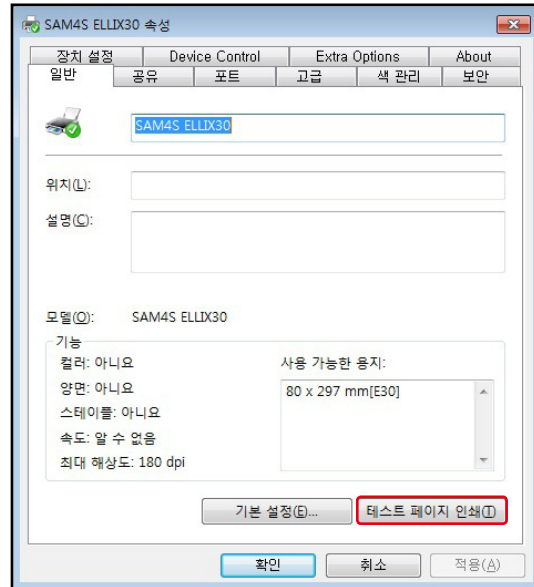 SAM4S ELLIX30 속성
장치 설정 Device Control Extra Options About
일반 공유 포트 고급 색 관리 보안
SAM4S ELLIX30
위치(L):
설명(C):
모델(O): SAM4S ELLIX30
기능
컬러: 아니요 사용 가능한 용지:
양면: 아니요 80 x 297 mm[E30]
스테이플: 아니요
속도: 알 수 없음
최대 해상도: 180 dpi
기본 설정(E)... 테스트 페이지 인쇄(T)
확인 취소 적용(A)